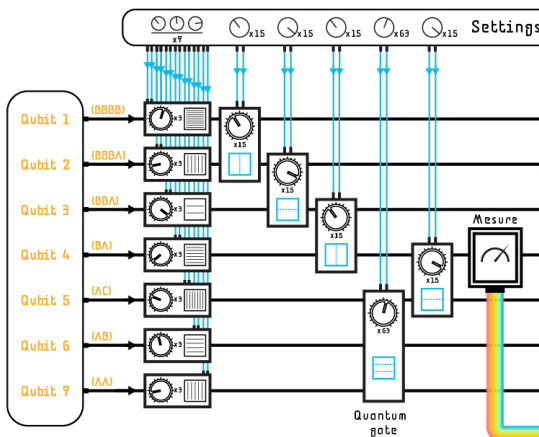 Settings
x9
x15
x15
x15
x63
x15
Qubit 1
(BBBB)
x3
x15
Qubit 2
(BBBA)
x3
x15
Qubit 3
(BBA)
x3
x15
Mesure
Qubit 4
(BA)
x3
x15
Qubit 5
(AC)
x3
x63
Qubit 6
(AB)
x3
Qubit 7
(AA)
x3
Quantum
gate